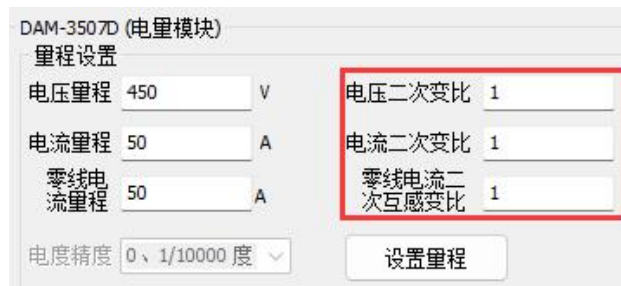 DAM-3507D (电量模块)
量程设置
电压量程 450 V 电压二次变比 1
电流量程 50 A 电流二次变比 1
零线电
流量程 50 A 零线电流二
次互感变比 1
电度精度 0、1/10000 度 设置量程